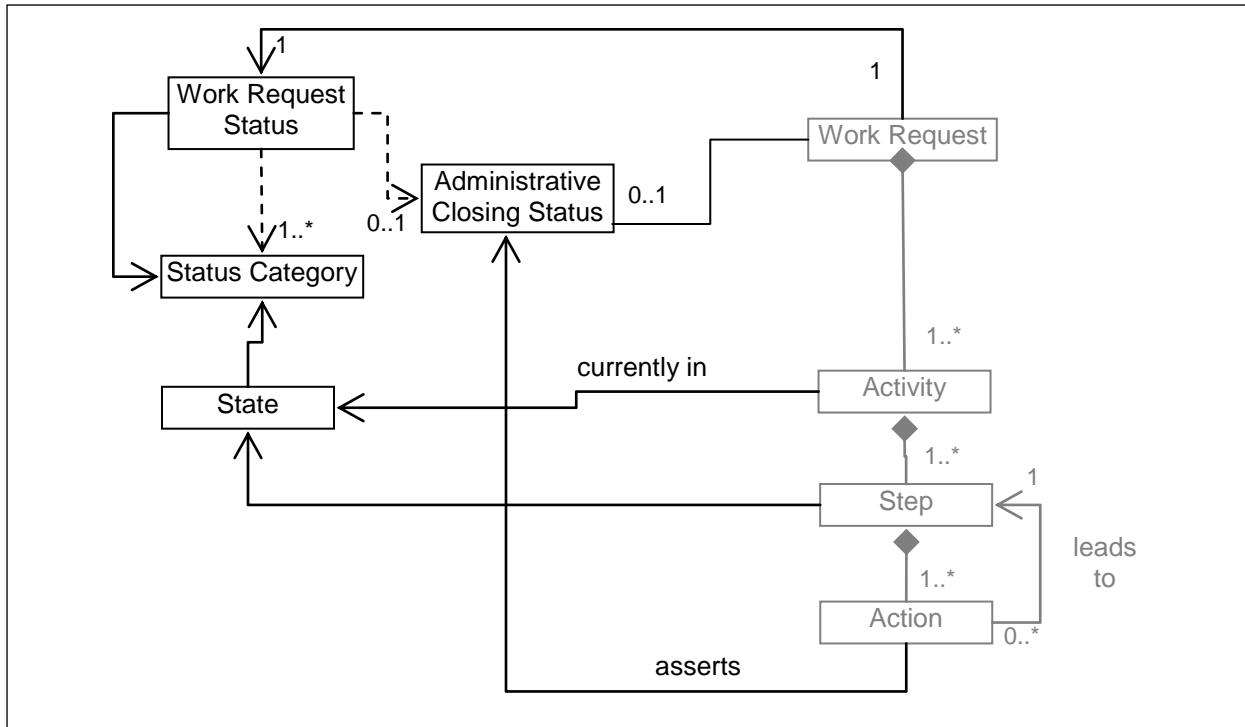 1
1
Work Request
Status
Work Request
Administrative
Closing Status
0..1
0..1
1..*
Status Category
1..*
currently in
Activity
State
1..*
1
Step
leads
to
1..*
Action
0..*
asserts